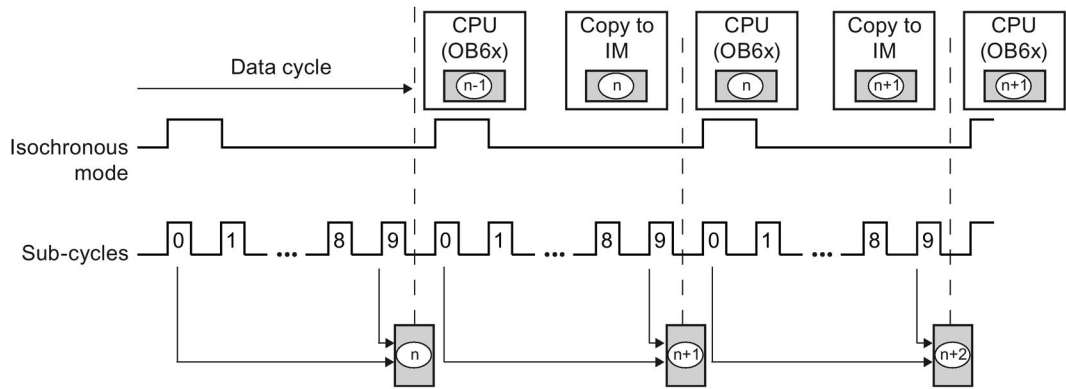 CPU
(OB6x)
n-1
Copy to
IM
n
CPU
(OB6x)
n
Copy to
IM
n+1
CPU
(OB6x)
n+1
Data cycle
Isochronous
mode
Sub-cycles
0 1 ... 8 9 0 1 ... 8 9 0 1 ... 8 9
n
n+1
n+2